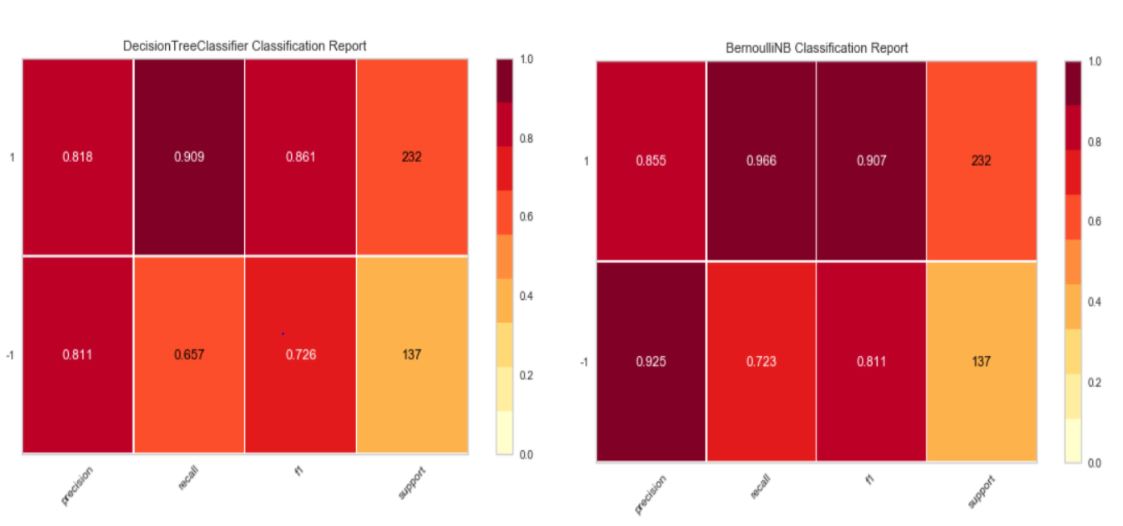 DecisionTreeClassifier Classification Report
1.0
1 0.818 0.909 0.861 232
0.8
0.6
0.4
-1 0.811 0.657 0.726 137
0.2
0.0
precision recall f1 support
BernoulliNB Classification Report
1.0
1 0.855 0.966 0.907 232
0.8
0.6
0.4
-1 0.925 0.723 0.811 137
0.2
0.0
precision recall f1 support